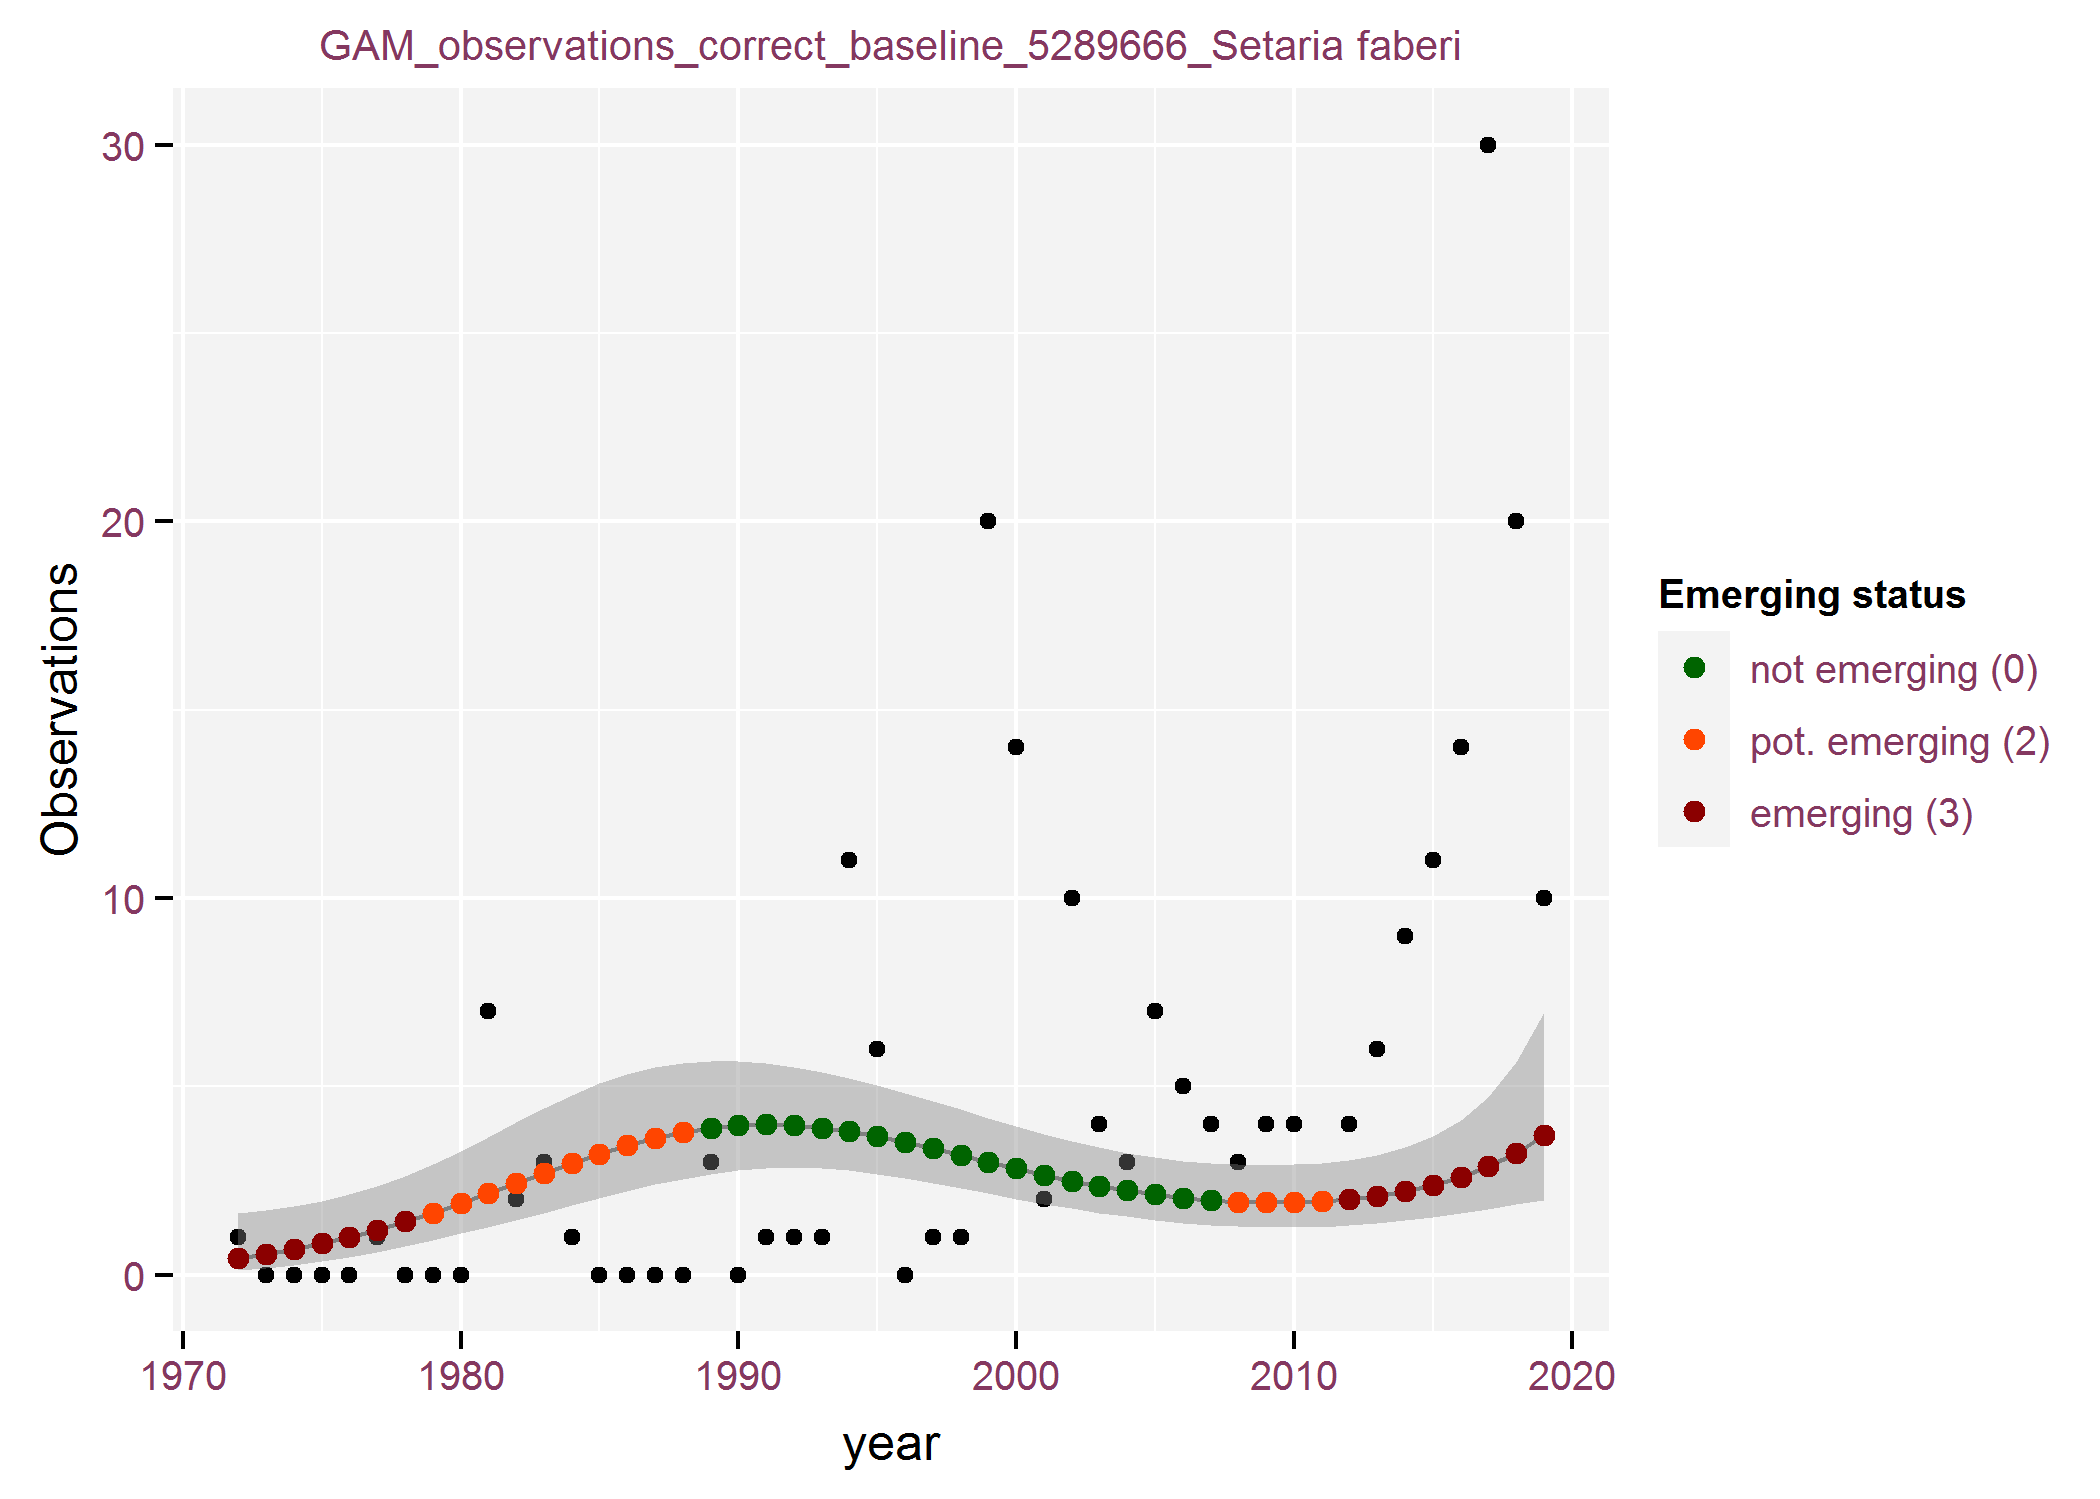 GAM_observations_correct_baseline_5289666_Setaria faberi
30
20
10
0
Observations
1970 1980 1990 2000 2010 2020
year
Emerging status
not emerging (0)
pot. emerging (2)
emerging (3)